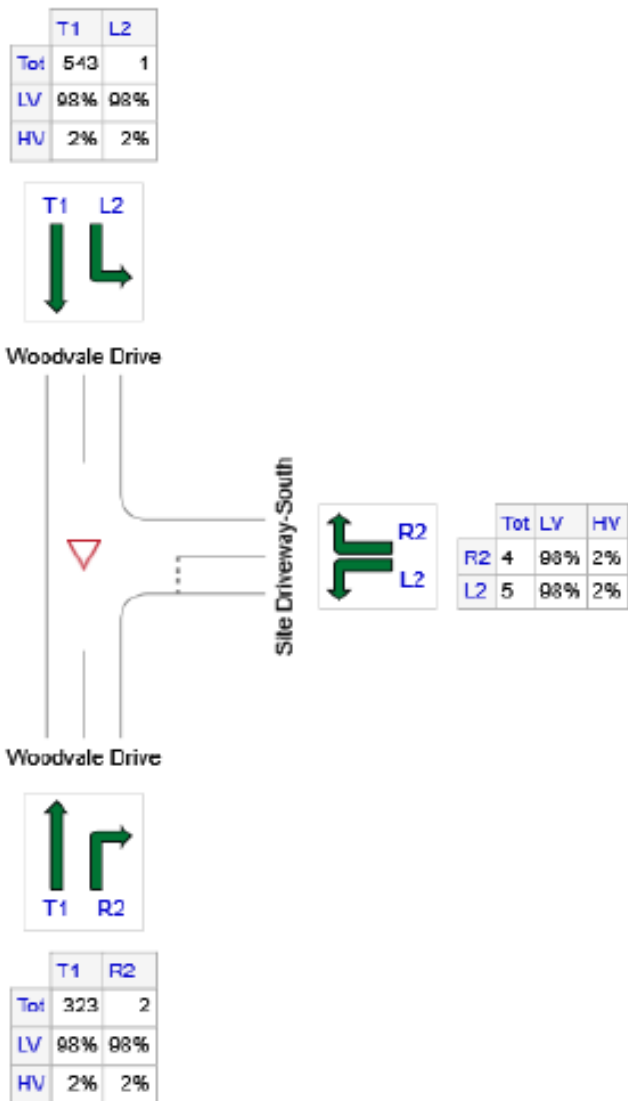 T1 L2
Tot 543 1
LV 98% 98%
HV 2% 2%
T1 L2
Woodvale Drive
Site Driveway-South
R2
L2
Tot LV HV
R2 4 98% 2%
L2 5 98% 2%
Woodvale Drive
T1 R2
T1 R2
Tot 323 2
LV 98% 98%
HV 2% 2%